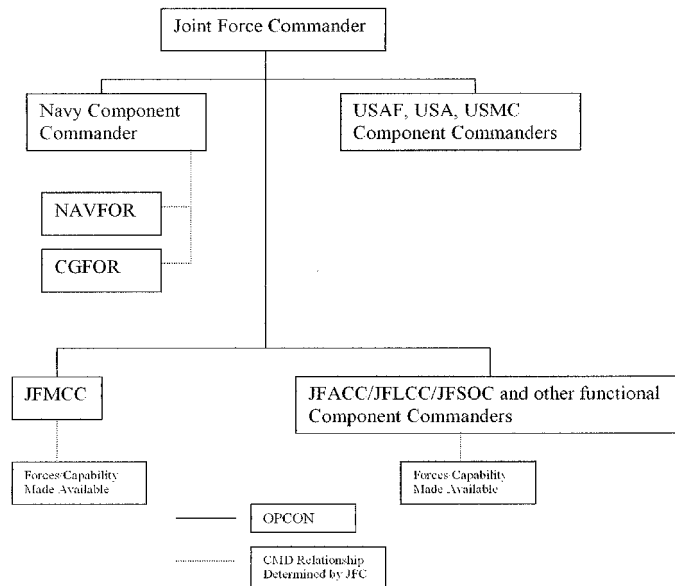 Joint Force Commander
Navy Component
Commander
USAF, USA, USMC
Component Commanders
NAVFOR
CGFOR
JFMCC
JFACC/JFLCC/JFSOC and other functional
Component Commanders
Forces/Capability
Made Available
Forces/Capability
Made Available
OPCON
CMD Relationship
Determined by JFC